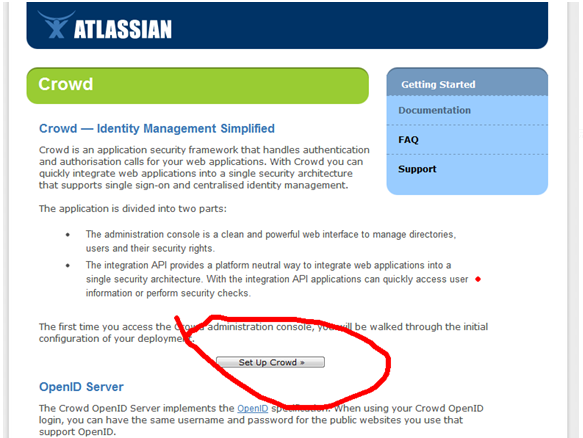 ATLASSIAN
Crowd
Getting Started
Documentation
FAQ
Support
Crowd — Identity Management Simplified
Crowd is an application security framework that handles authentication
and authorisation calls for your web applications. With Crowd you can
quickly integrate web applications into a single security architecture
that supports single sign-on and centralised identity management.
The application is divided into two parts:
• The administration console is a clean and powerful web interface to manage directories,
users and their security rights.
• The integration API provides a platform neutral way to integrate web applications into a
single security architecture. With the integration API applications can quickly access user
information or perform security checks.
The first time you access the Crowd administration console, you will be walked through the initial
configuration of your deployment.
Set Up Crowd »
OpenID Server
The Crowd OpenID Server implements the OpenID specification. When using your Crowd OpenID
login, you can have the same username and password for the public websites you use that
support OpenID.